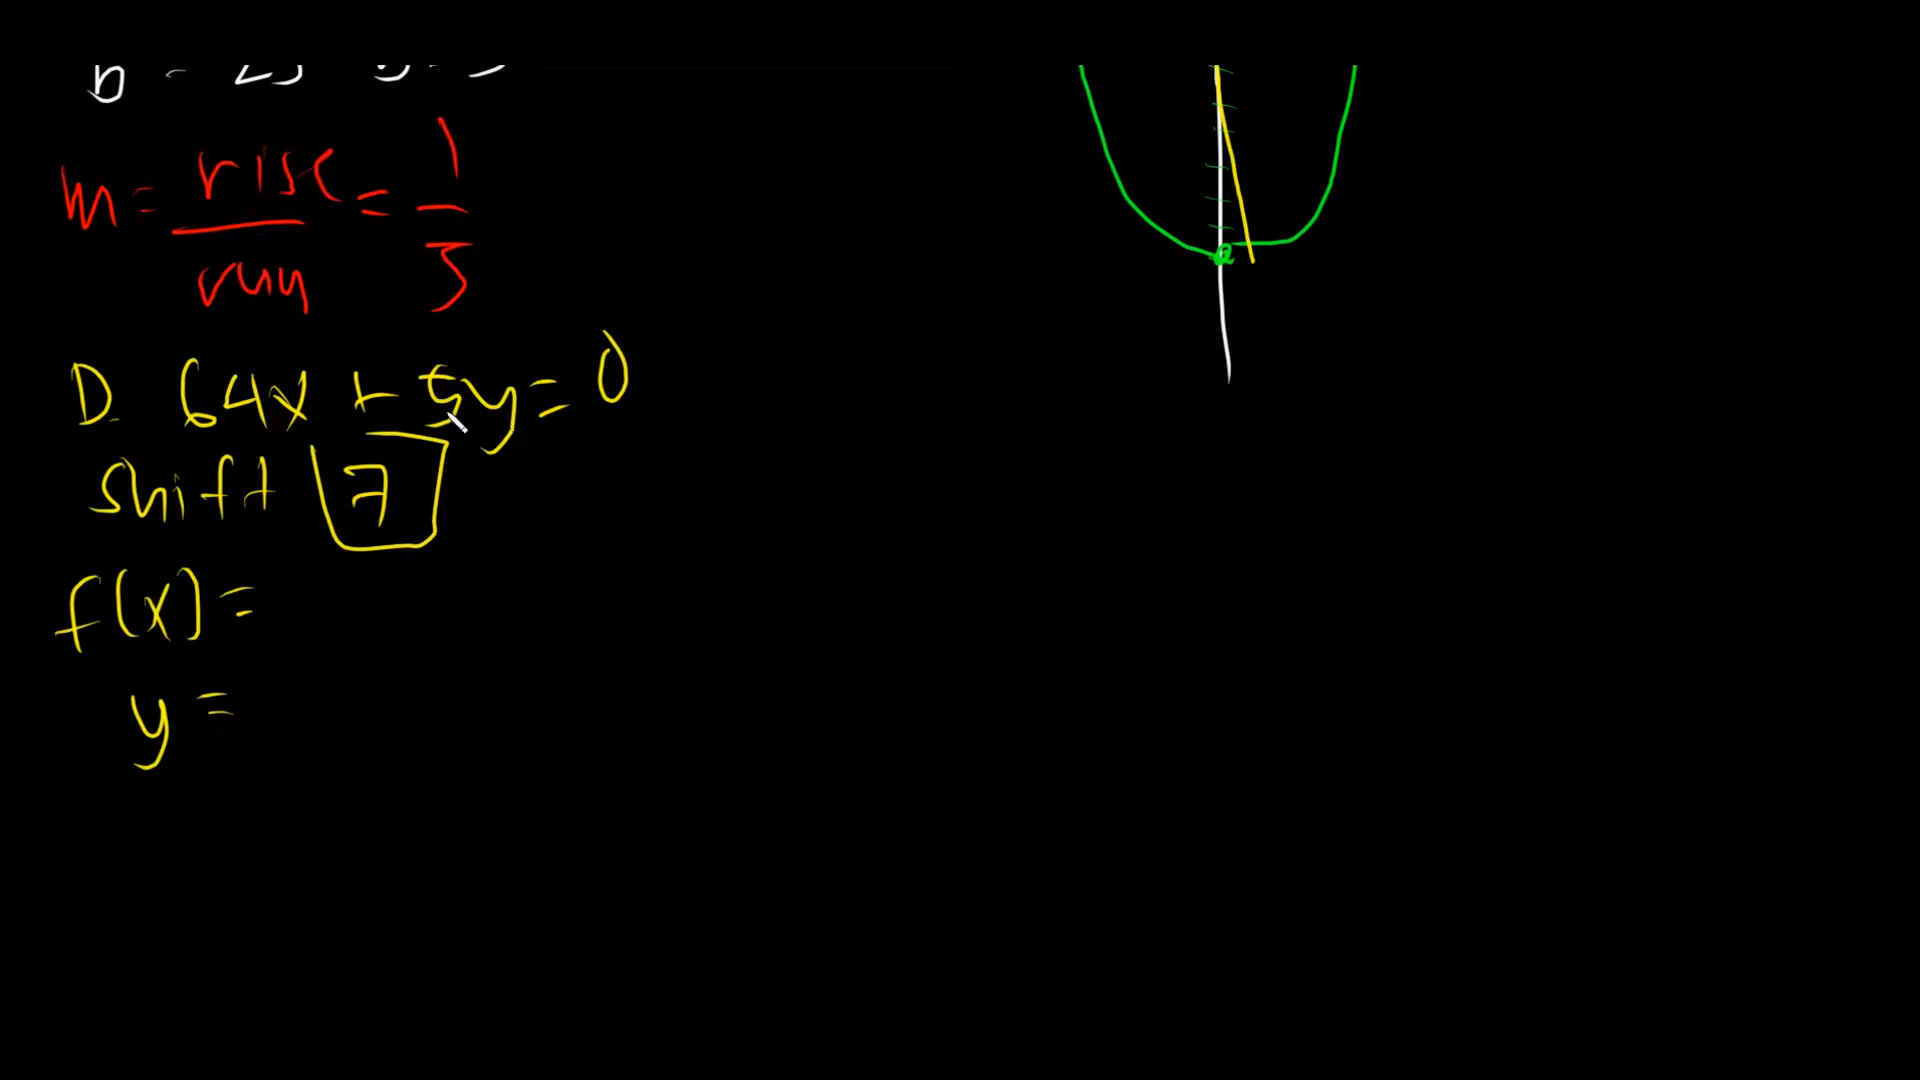 m = rise/run = 1/3
D. 64x + 5y = 0
shift 7
f(x) =
y =